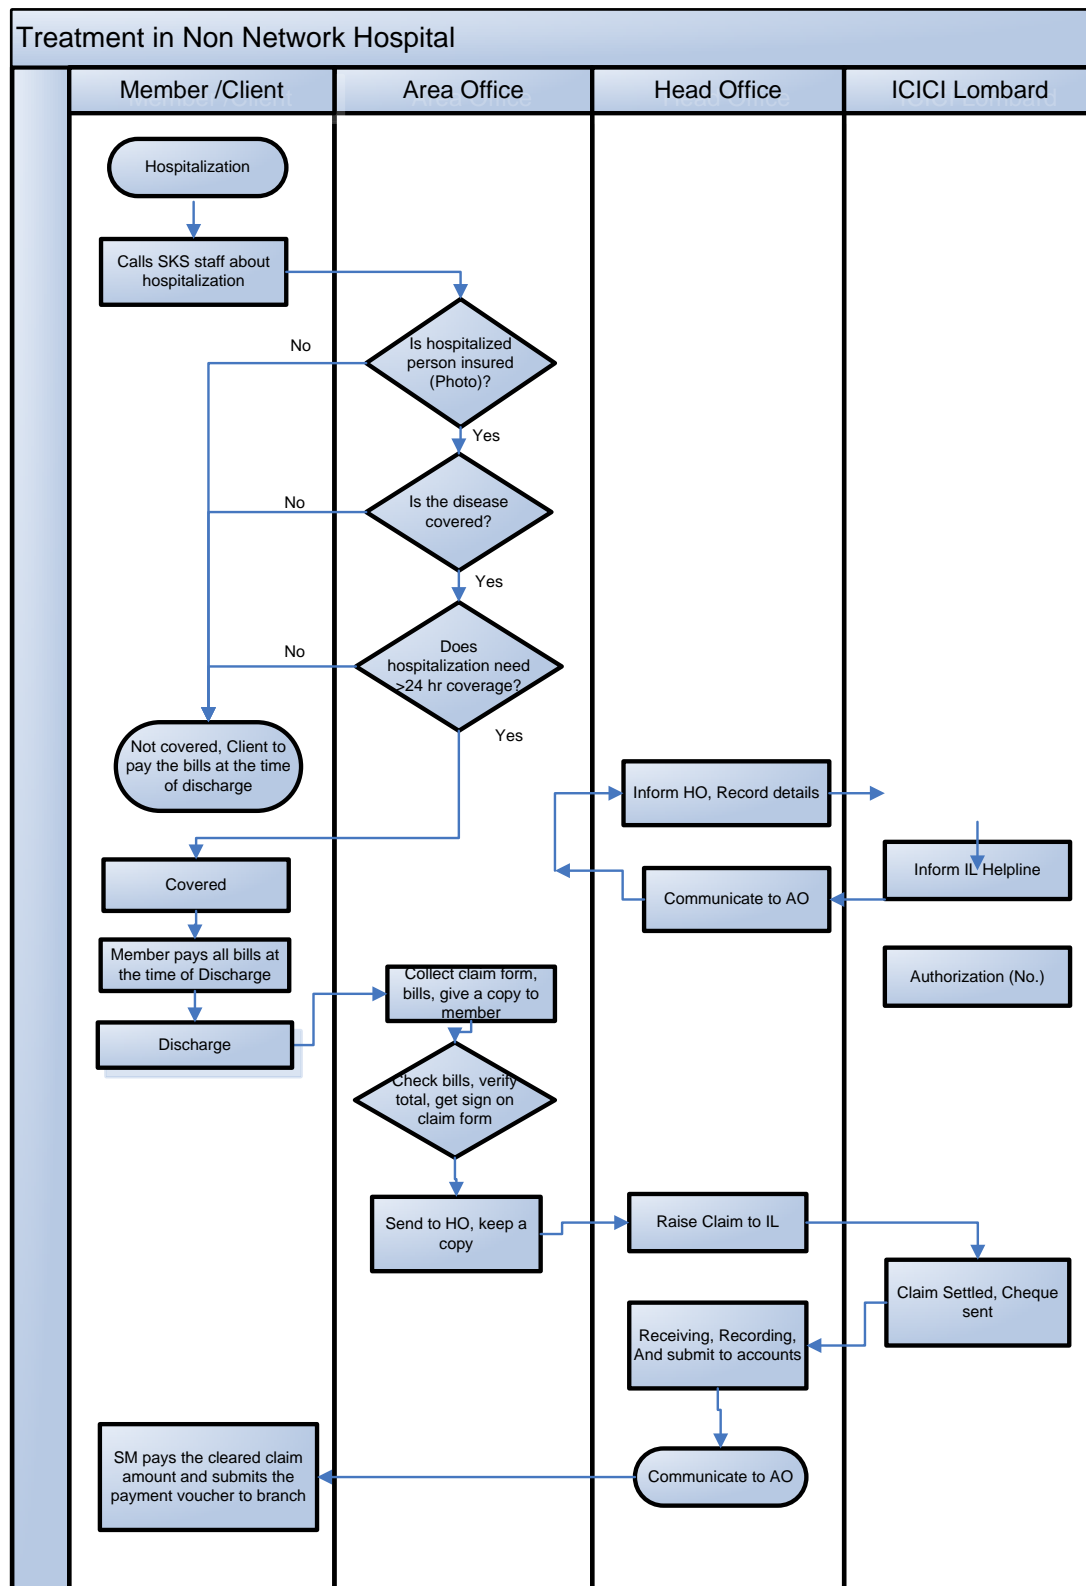 Treatment in Non Network Hospital
Member /Client
Area Office
Head Office
ICICI Lombard
Hospitalization
Calls SKS staff about
hospitalization
Is hospitalized
person insured
(Photo)?
No
Yes
Is the disease
covered?
No
Yes
Does
hospitalization need
>24 hr coverage?
No
Yes
Not covered, Client to
pay the bills at the time
of discharge
Inform HO, Record details
Inform IL Helpline
Covered
Communicate to AO
Member pays all bills at
the time of Discharge
Authorization (No.)
Collect claim form,
bills, give a copy to
member
Discharge
Check bills, verify
total, get sign on
claim form
Send to HO, keep a
copy
Raise Claim to IL
Claim Settled, Cheque
sent
Receiving, Recording,
And submit to accounts
SM pays the cleared claim
amount and submits the
payment voucher to branch
Communicate to AO